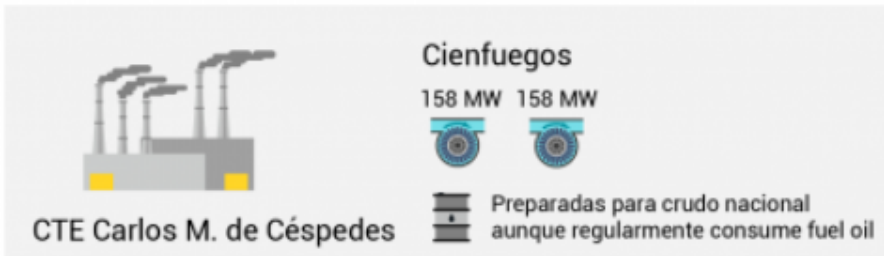 Cienfuegos
158 MW 158 MW
CTE Carlos M. de Céspedes
Preparadas para crudo nacional
aunque regularmente consume fuel oil